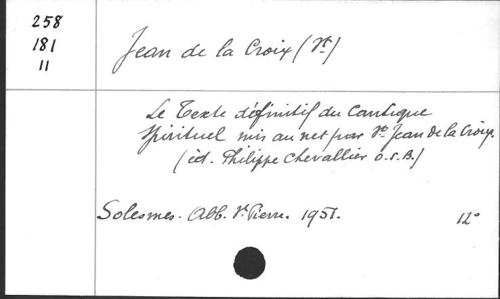 258
181
11
Jean de la Croix (St)
Le Texte définitif du Cantique
Spirituel mis au net par St Jean de la Croix.
(éd. Philippe Chevallier O.S.B.)
Solesmes. Abb. St Pierre. 1951. 12°